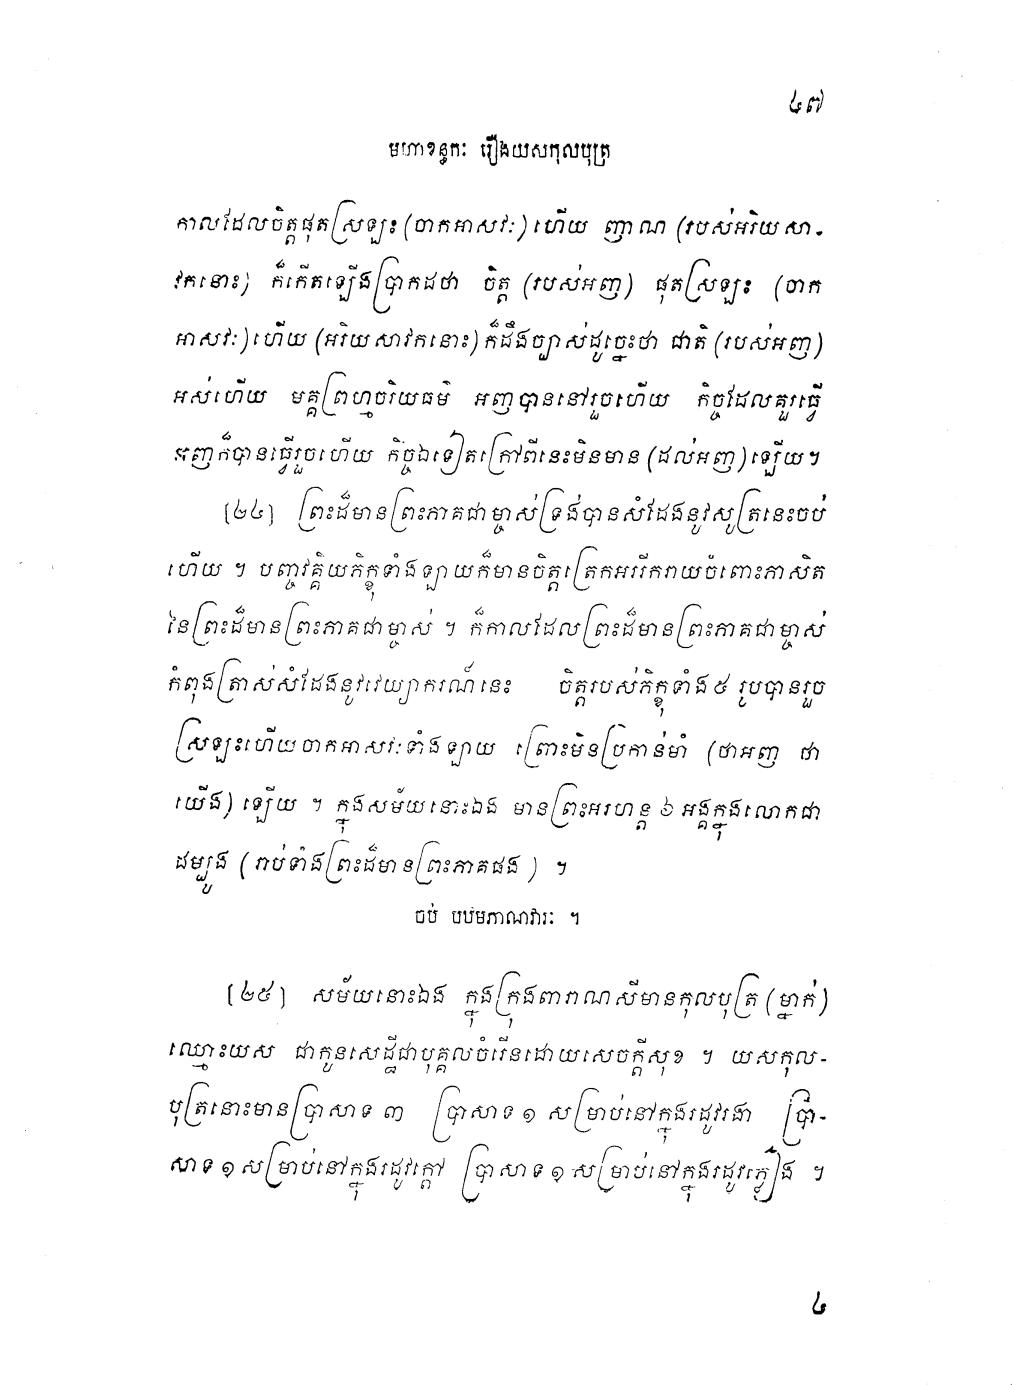 ៤៧
មហាខន្ធកៈ រឿងយសកុលបុត្រ
កាលដែលចិត្តផុតស្រឡះ (ចាកអាសវៈ) ហើយ ញាណ (របស់អរិយសា-
វកនោះ) ក៏កើតឡើងប្រាកដថា ចិត្ត (របស់អញ) ផុតស្រឡះ (ចាក
អាសវៈ) ហើយ (អរិយសាវកនោះ) ក៏ដឹងច្បាស់ដូច្នេះថា ជាតិ (របស់អញ)
អស់ហើយ មគ្គព្រហ្មចរិយធម៌ អញបាននៅរួចហើយ កិច្ចដែលគួរធ្វើ
អញក៏បានធ្វើរួចហើយ កិច្ចឯទៀតក្រៅពីនេះមិនមាន (ដល់អញ) ឡើយ។
[២៤] ព្រះដ៏មានព្រះភាគជាម្ចាស់ទ្រង់បានសំដែងនូវសូត្រនេះចប់
ហើយ ។ បញ្ចវគ្គិយភិក្ខុទាំងឡាយក៏មានចិត្តត្រេកអររីករាយចំពោះភាសិត
នៃព្រះដ៏មានព្រះភាគជាម្ចាស់ ។ ក៏កាលដែលព្រះដ៏មានព្រះភាគជាម្ចាស់
កំពុងត្រាស់សំដែងនូវវេយ្យាករណ៍នេះ ចិត្តរបស់ភិក្ខុទាំង៥ រូបបានរួច
ស្រឡះហើយចាកអាសវៈទាំងឡាយ ព្រោះមិនប្រកាន់មាំ (ថាអញ ថា
យើង) ឡើយ ។ ក្នុងសម័យនោះឯង មានព្រះអរហន្ត ៦ អង្គក្នុងលោកជា
ដម្បូង (រាប់ទាំងព្រះដ៏មានព្រះភាគផង) ។
ចប់ បឋមភាណវារៈ ។
[២៥] សម័យនោះឯង ក្នុងក្រុងពារាណសីមានកុលបុត្រ (ម្នាក់)
ឈ្មោះយស ជាកូនសេដ្ឋីជាបុគ្គលចំរើនដោយសេចក្តីសុខ ។ យសកុល-
បុត្រនោះមានប្រាសាទ ៣ ប្រាសាទ ១ សម្រាប់នៅក្នុងរដូវរងា ប្រា-
សាទ ១ សម្រាប់នៅក្នុងរដូវក្តៅ ប្រាសាទ ១ សម្រាប់នៅក្នុងរដូវភ្លៀង ។
៤